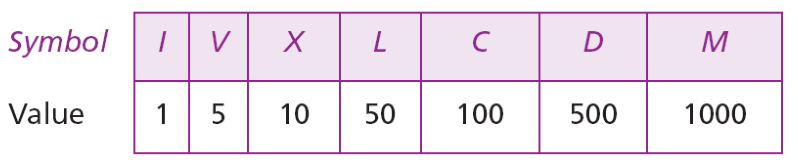 Symbol I V X L C D M
Value 1 5 10 50 100 500 1000